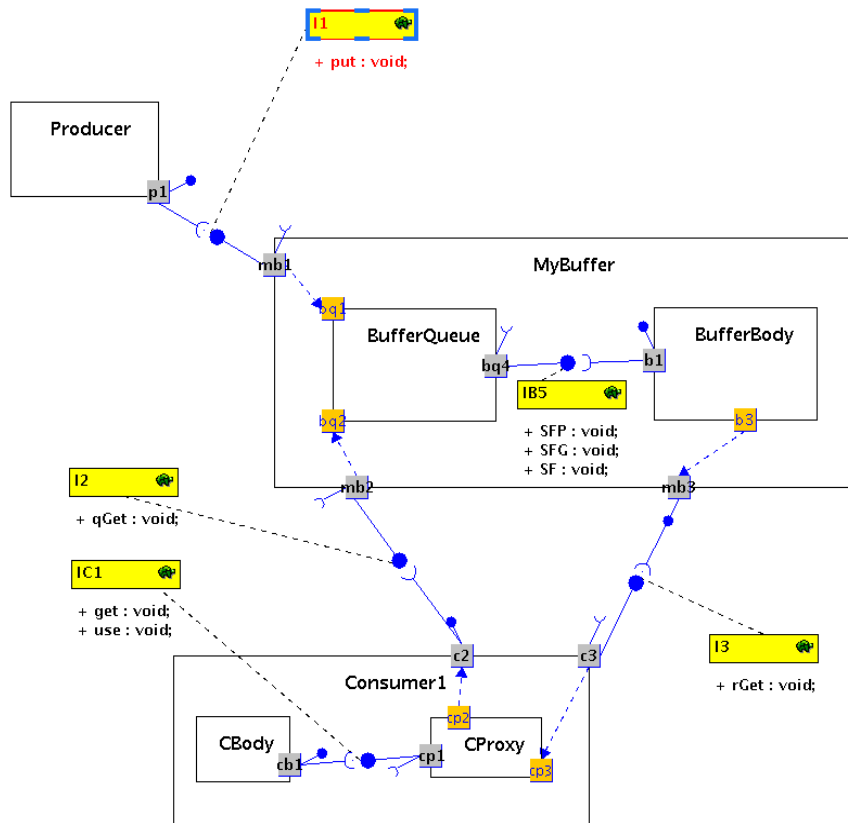 I1
+ put : void;
Producer
p1
mb1
MyBuffer
bq1
BufferQueue
BufferBody
bq4
b1
IB5
bq2
b3
+ SFP : void;
+ SFG : void;
+ SF : void;
I2
mb2
mb3
+ qGet : void;
IC1
+ get : void;
+ use : void;
I3
c2
c3
+ rGet : void;
Consumer1
cp2
CBody
CProxy
cb1
cp1
cp3